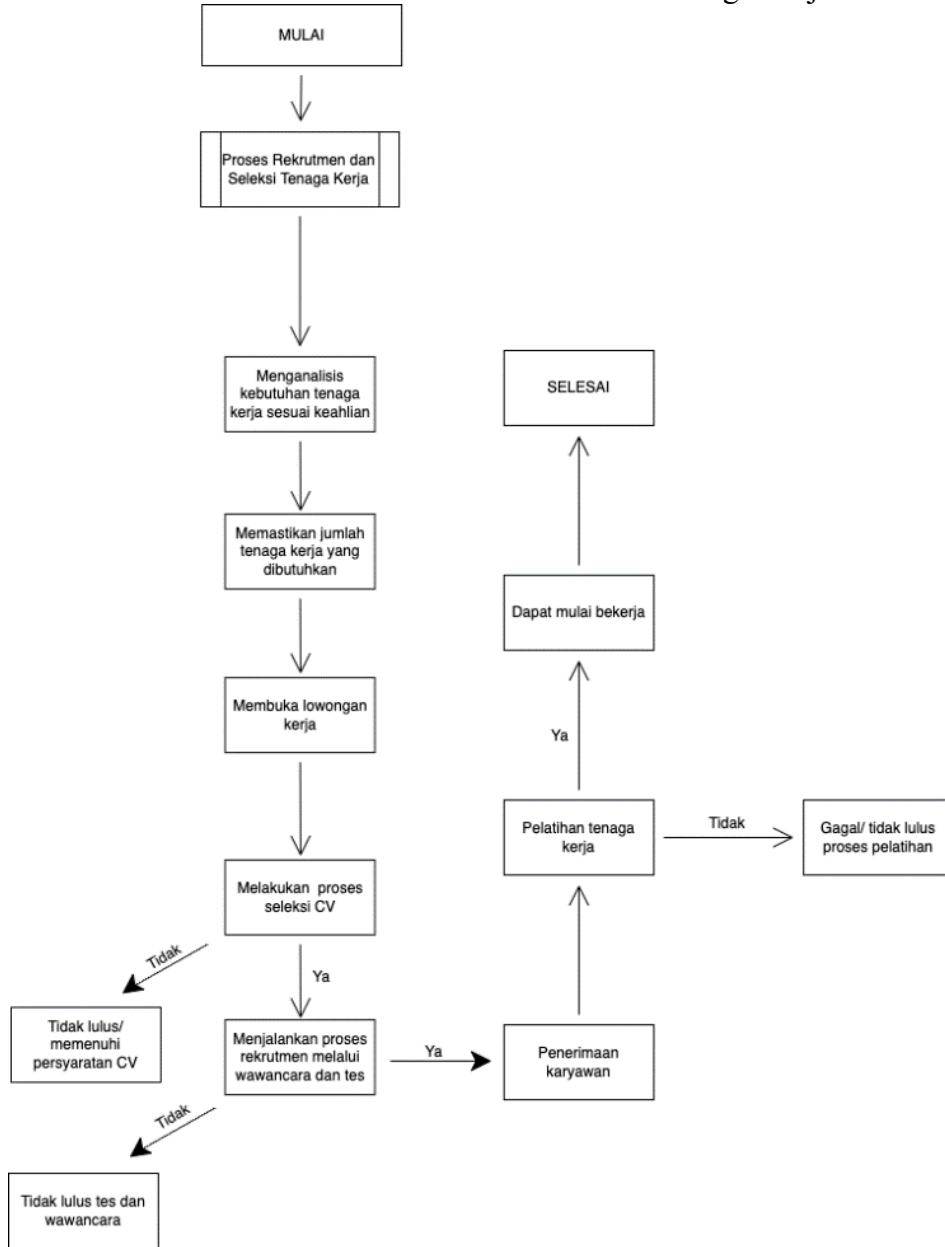 MULAI
Proses Rekrutmen dan
Seleksi Tenaga Kerja
Menganalisis
kebutuhan tenaga
kerja sesuai keahlian
Memastikan jumlah
tenaga kerja yang
dibutuhkan
Membuka lowongan
kerja
Melakukan proses
seleksi CV
Tidak
Tidak lulus/
memenuhi
persyaratan CV
Ya
Menjalankan proses
rekrutmen melalui
wawancara dan tes
Tidak
Tidak lulus tes dan
wawancara
Ya
Penerimaan
karyawan
Pelatihan tenaga
kerja
Tidak
Gagal/ tidak lulus
proses pelatihan
Ya
Dapat mulai bekerja
SELESAI